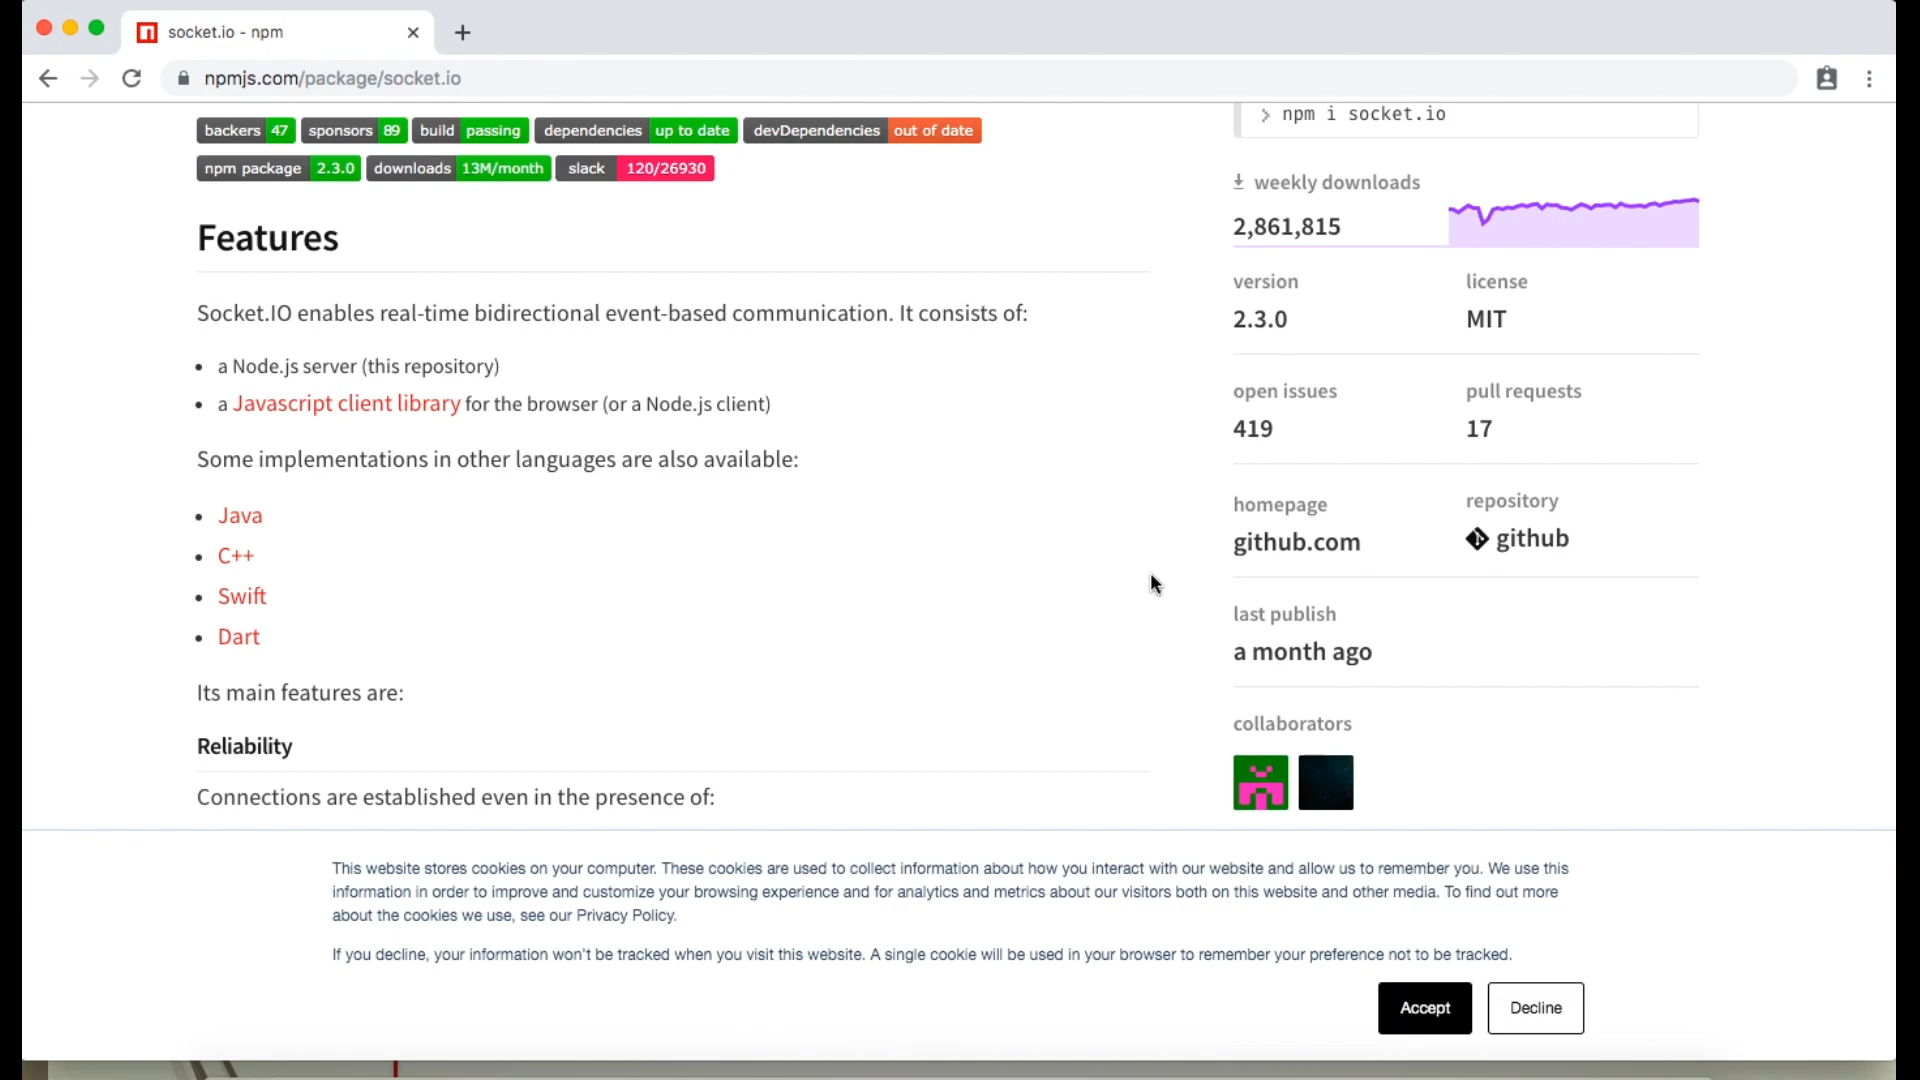 socket.io - npm
npmjs.com/package/socket.io
backers 47 sponsors 89 build passing dependencies up to date devDependencies out of date
npm package 2.3.0 downloads 13M/month slack 120/26930
Features
Socket.IO enables real-time bidirectional event-based communication. It consists of:
• a Node.js server (this repository)
• a Javascript client library for the browser (or a Node.js client)
Some implementations in other languages are also available:
• Java
• C++
• Swift
• Dart
Its main features are:
Reliability
Connections are established even in the presence of:
> npm i socket.io
weekly downloads
2,861,815
version license
2.3.0 MIT
open issues pull requests
419 17
homepage repository
github.com github
last publish
a month ago
collaborators
This website stores cookies on your computer. These cookies are used to collect information about how you interact with our website and allow us to remember you. We use this
information in order to improve and customize your browsing experience and for analytics and metrics about our visitors both on this website and other media. To find out more
about the cookies we use, see our Privacy Policy.
If you decline, your information won't be tracked when you visit this website. A single cookie will be used in your browser to remember your preference not to be tracked.
Accept Decline